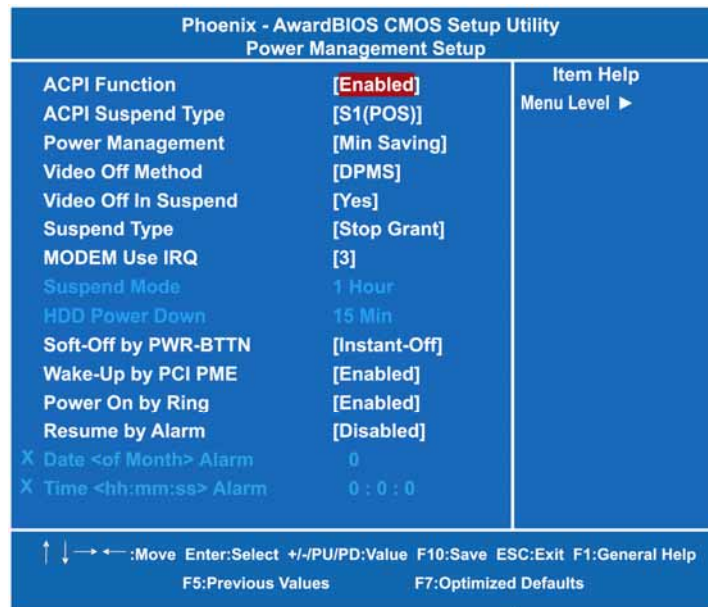 Phoenix - AwardBIOS CMOS Setup Utility
Power Management Setup
ACPI Function [Enabled]
ACPI Suspend Type [S1(POS)]
Power Management [Min Saving]
Video Off Method [DPMS]
Video Off In Suspend [Yes]
Suspend Type [Stop Grant]
MODEM Use IRQ [3]
Suspend Mode 1 Hour
HDD Power Down 15 Min
Soft-Off by PWR-BTTN [Instant-Off]
Wake-Up by PCI PME [Enabled]
Power On by Ring [Enabled]
Resume by Alarm [Disabled]
X Date <of Month> Alarm 0
X Time <hh:mm:ss> Alarm 0 : 0 : 0
Item Help
Menu Level ►
↑ ↓ → ← :Move Enter:Select +/-/PU/PD:Value F10:Save ESC:Exit F1:General Help
F5:Previous Values F7:Optimized Defaults